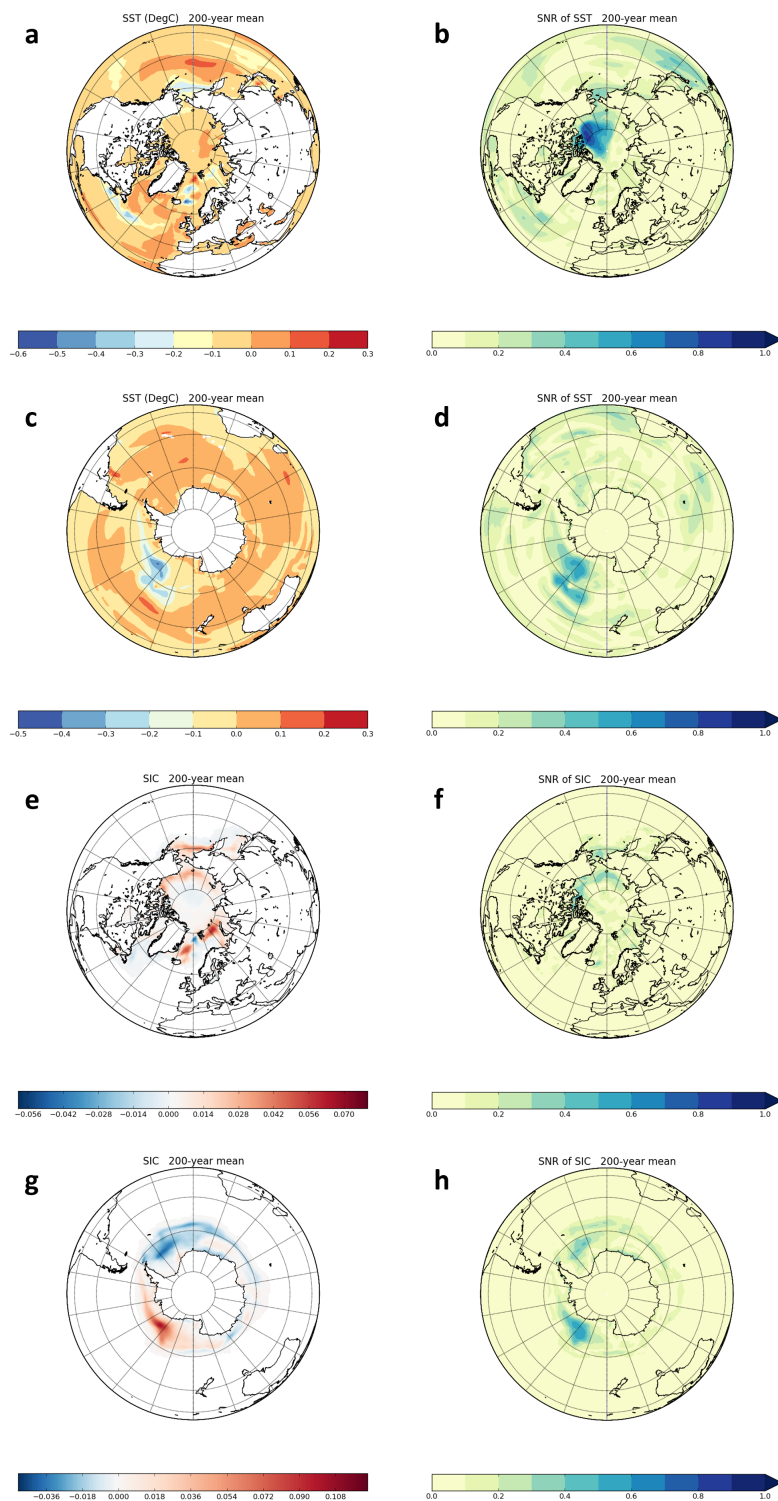 a
SST (DegC) 200-year mean
b
SNR of SST 200-year mean
−0.6 −0.5 −0.4 −0.3 −0.2 −0.1 0.0 0.1 0.2 0.3
0.0 0.2 0.4 0.6 0.8 1.0
c
SST (DegC) 200-year mean
d
SNR of SST 200-year mean
−0.5 −0.4 −0.3 −0.2 −0.1 0.0 0.1 0.2 0.3
0.0 0.2 0.4 0.6 0.8 1.0
e
SIC 200-year mean
f
SNR of SIC 200-year mean
−0.056 −0.042 −0.028 −0.014 0.000 0.014 0.028 0.042 0.056 0.070
0.0 0.2 0.4 0.6 0.8 1.0
g
SIC 200-year mean
h
SNR of SIC 200-year mean
−0.036 −0.018 0.000 0.018 0.036 0.054 0.072 0.090 0.108
0.0 0.2 0.4 0.6 0.8 1.0